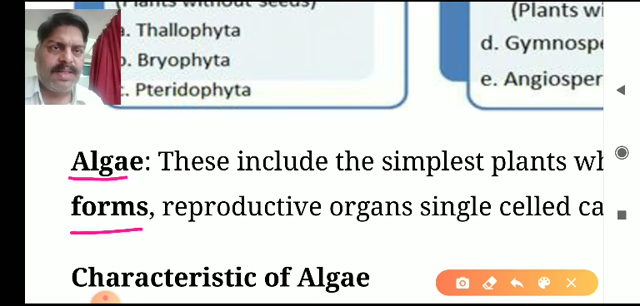 (Plants without seeds)
a. Thallophyta
b. Bryophyta
c. Pteridophyta
(Plants wi
d. Gymnospe
e. Angiosper
Algae: These include the simplest plants wh
forms, reproductive organs single celled ca
Characteristic of Algae